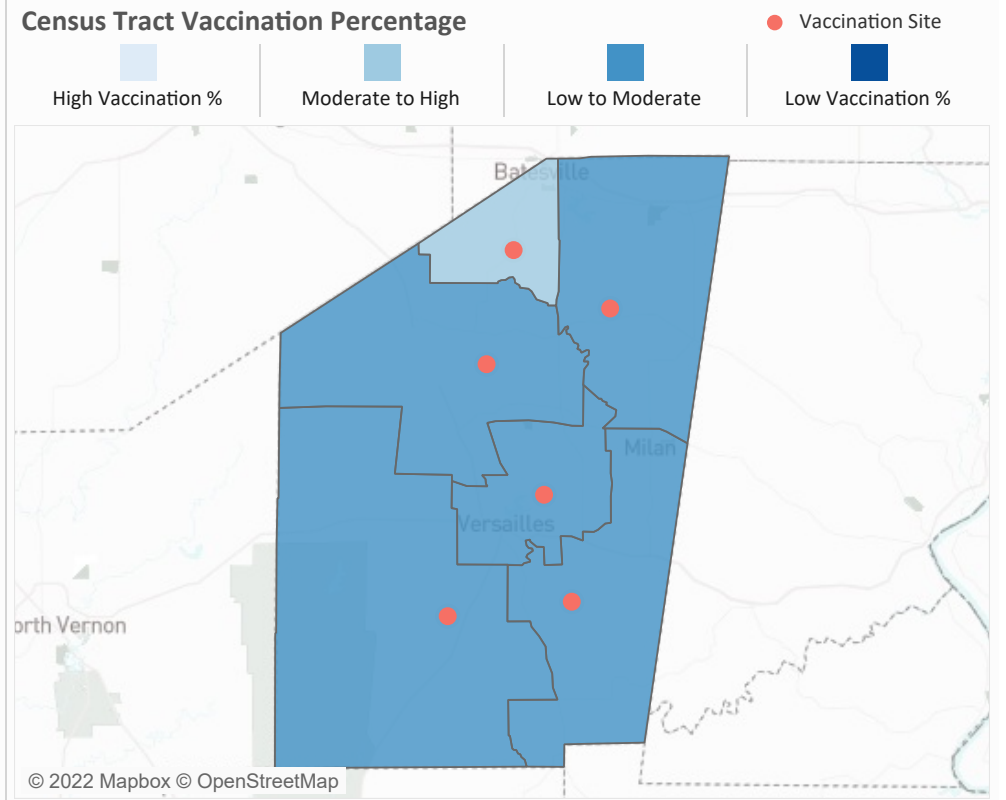 Census Tract Vaccination Percentage
Vaccination Site
High Vaccination %
Moderate to High
Low to Moderate
Low Vaccination %
Batesville
Milan
Versailles
orth Vernon
© 2022 Mapbox © OpenStreetMap